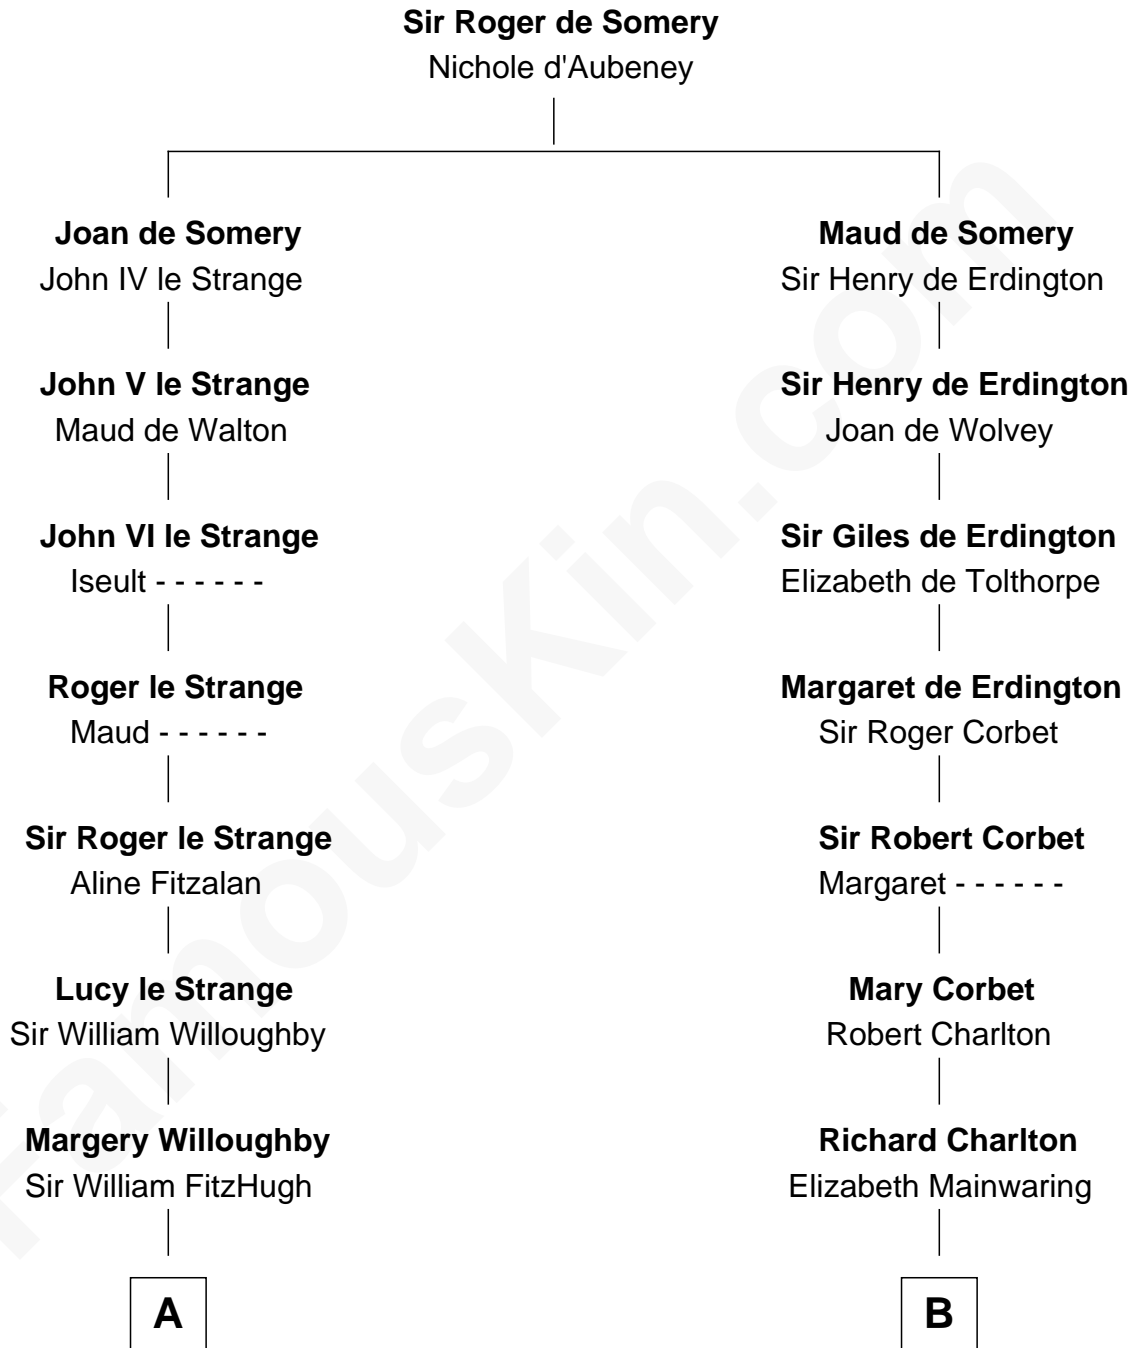 Sir Roger de Somery
Nichole d'Aubeney
Joan de Somery
John IV le Strange
John V le Strange
Maud de Walton
John VI le Strange
Iseult - - - - - -
Roger le Strange
Maud - - - - - -
Sir Roger le Strange
Aline Fitzalan
Lucy le Strange
Sir William Willoughby
Margery Willoughby
Sir William FitzHugh
A
Maud de Somery
Sir Henry de Erdington
Sir Henry de Erdington
Joan de Wolvey
Sir Giles de Erdington
Elizabeth de Tolthorpe
Margaret de Erdington
Sir Roger Corbet
Sir Robert Corbet
Margaret - - - - - -
Mary Corbet
Robert Charlton
Richard Charlton
Elizabeth Mainwaring
B
FamousKin.com